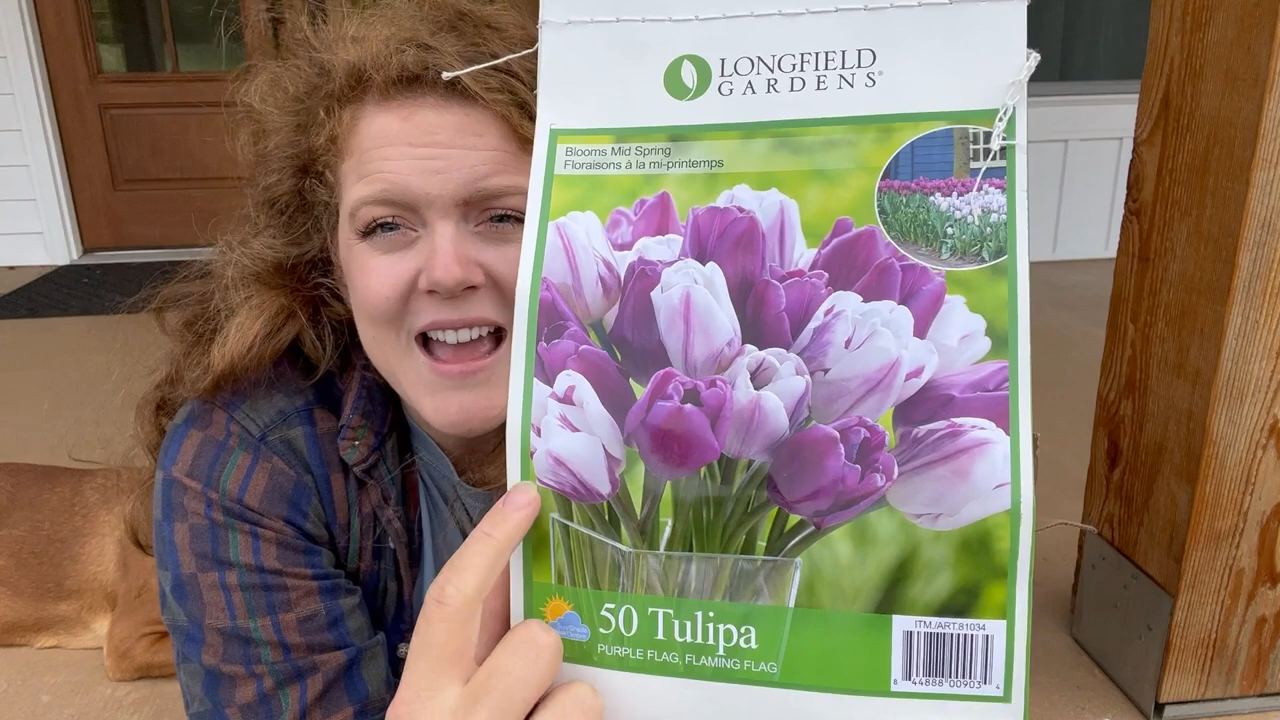 LONGFIELD
GARDENS®
Blooms Mid Spring
Floraisons à la mi-printemps
50 Tulipa
PURPLE FLAG, FLAMING FLAG
ITM./ART.81034
8 44888 00903 4